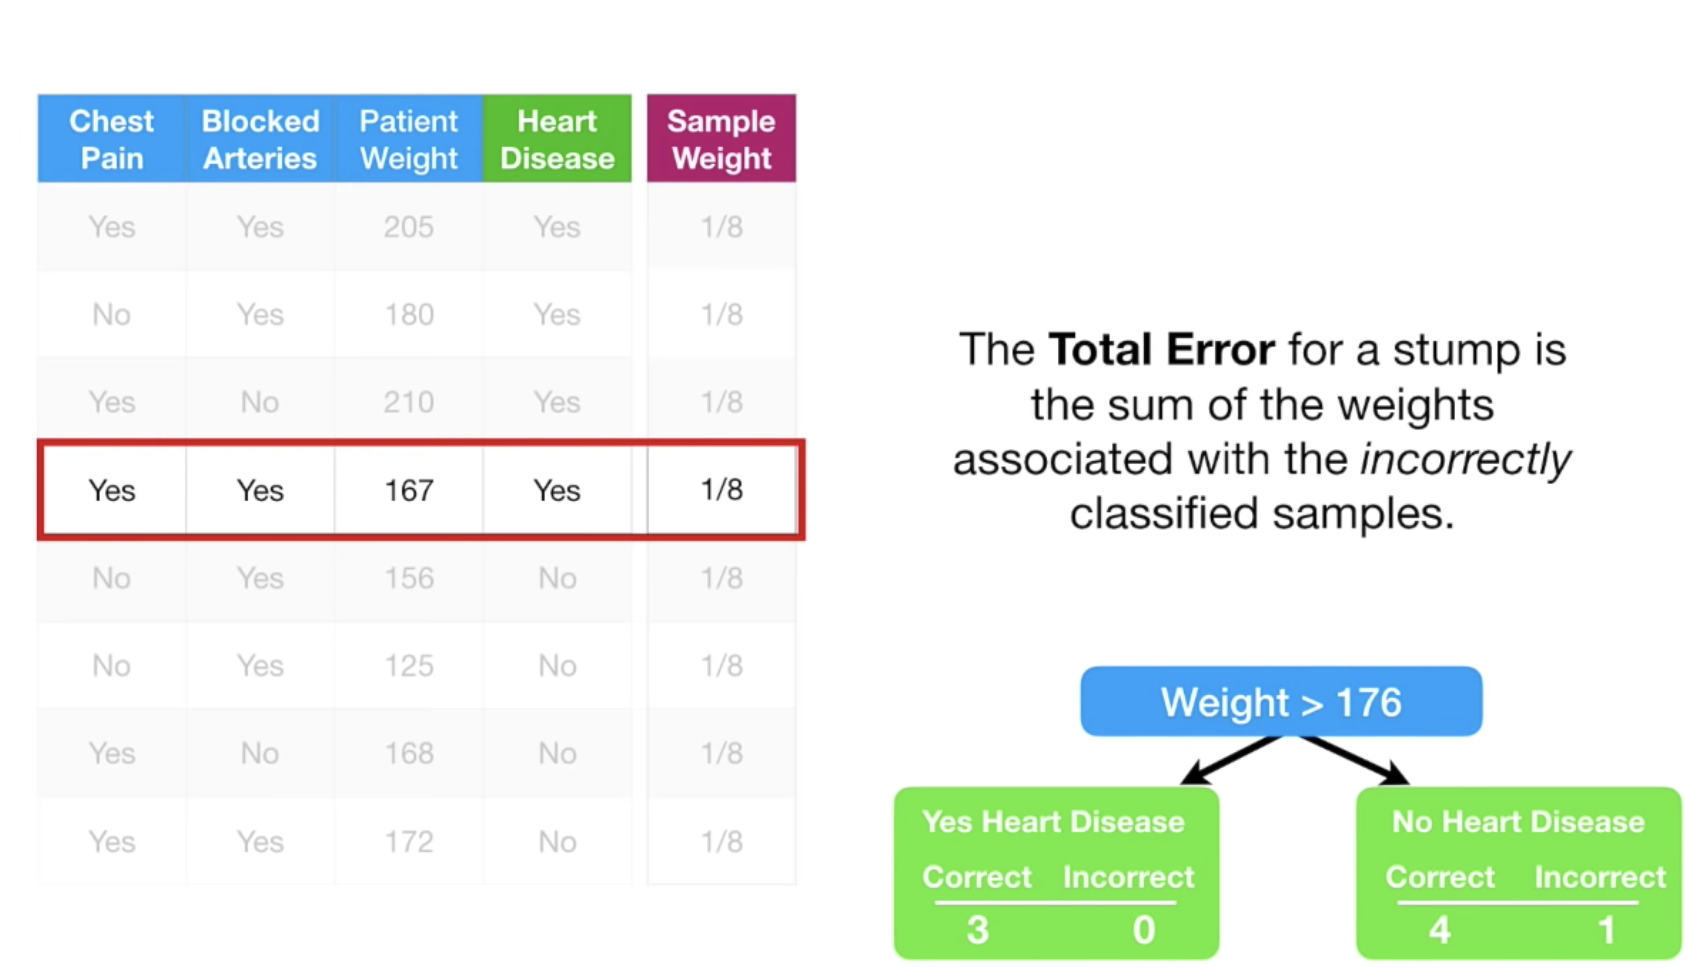 Chest Pain Blocked Arteries Patient Weight Heart Disease Sample Weight
Yes Yes 205 Yes 1/8
No Yes 180 Yes 1/8
Yes No 210 Yes 1/8
Yes Yes 167 Yes 1/8
No Yes 156 No 1/8
No Yes 125 No 1/8
Yes No 168 No 1/8
Yes Yes 172 No 1/8
The Total Error for a stump is
the sum of the weights
associated with the incorrectly
classified samples.
Weight > 176
Yes Heart Disease
Correct Incorrect
3 0
No Heart Disease
Correct Incorrect
4 1